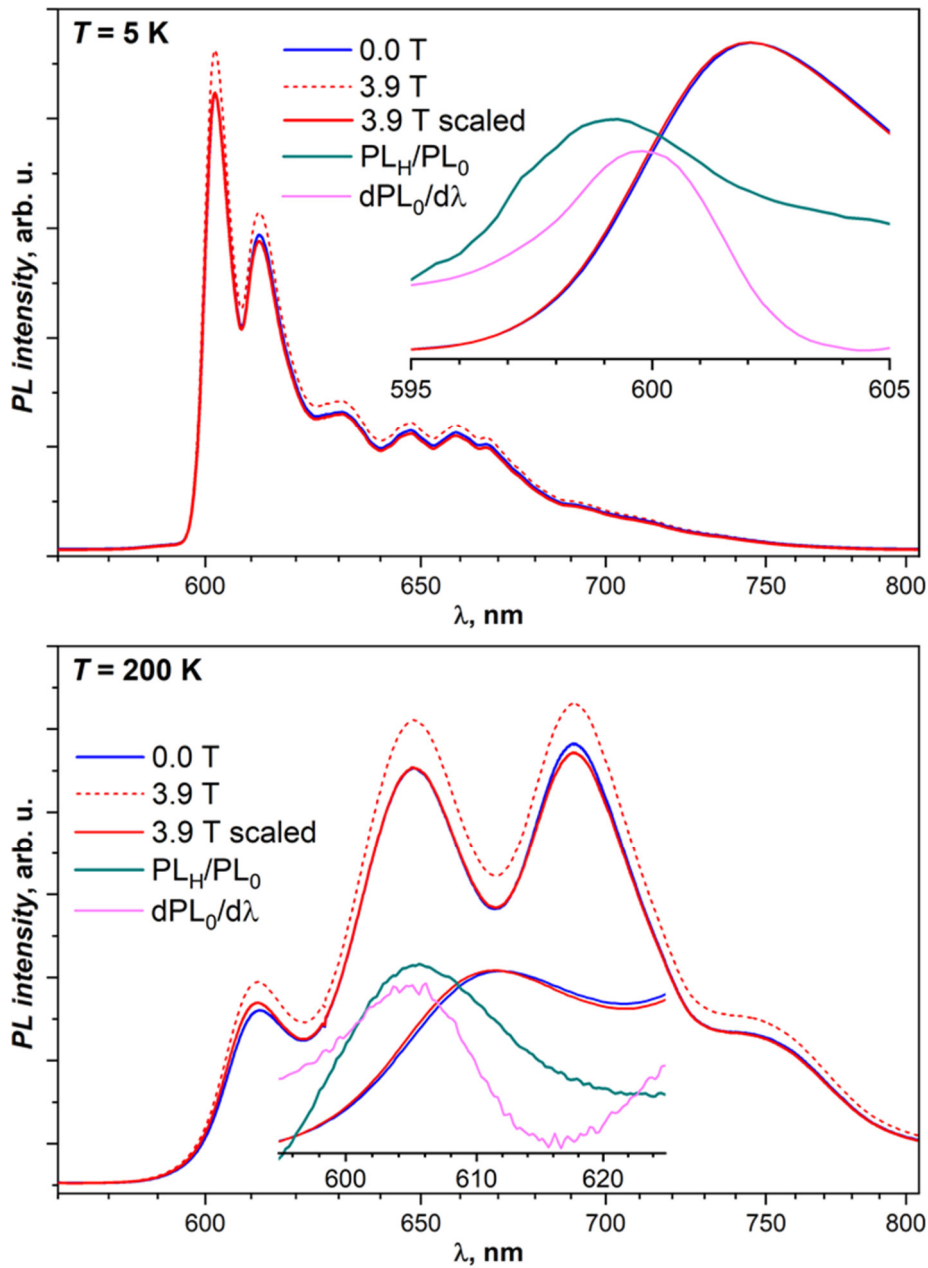 T = 5 K
0.0 T
3.9 T
3.9 T scaled
PL_H/PL_0
dPL_0/dλ
PL intensity, arb. u.
595 600 605
600 650 700 750 800
λ, nm
T = 200 K
0.0 T
3.9 T
3.9 T scaled
PL_H/PL_0
dPL_0/dλ
PL intensity, arb. u.
600 610 620
600 650 700 750 800
λ, nm